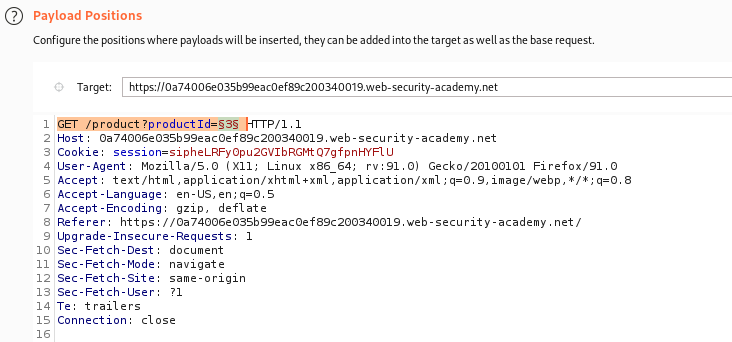 ? Payload Positions
Configure the positions where payloads will be inserted, they can be added into the target as well as the base request.
Target: https://0a74006e035b99eac0ef89c200340019.web-security-academy.net
1 GET /product?productId=§3§ HTTP/1.1
2 Host: 0a74006e035b99eac0ef89c200340019.web-security-academy.net
3 Cookie: session=sipheLRFy0pu2GVIbRGMtQ7gfpnHYFlU
4 User-Agent: Mozilla/5.0 (X11; Linux x86_64; rv:91.0) Gecko/20100101 Firefox/91.0
5 Accept: text/html,application/xhtml+xml,application/xml;q=0.9,image/webp,*/*;q=0.8
6 Accept-Language: en-US,en;q=0.5
7 Accept-Encoding: gzip, deflate
8 Referer: https://0a74006e035b99eac0ef89c200340019.web-security-academy.net/
9 Upgrade-Insecure-Requests: 1
10 Sec-Fetch-Dest: document
11 Sec-Fetch-Mode: navigate
12 Sec-Fetch-Site: same-origin
13 Sec-Fetch-User: ?1
14 Te: trailers
15 Connection: close
16